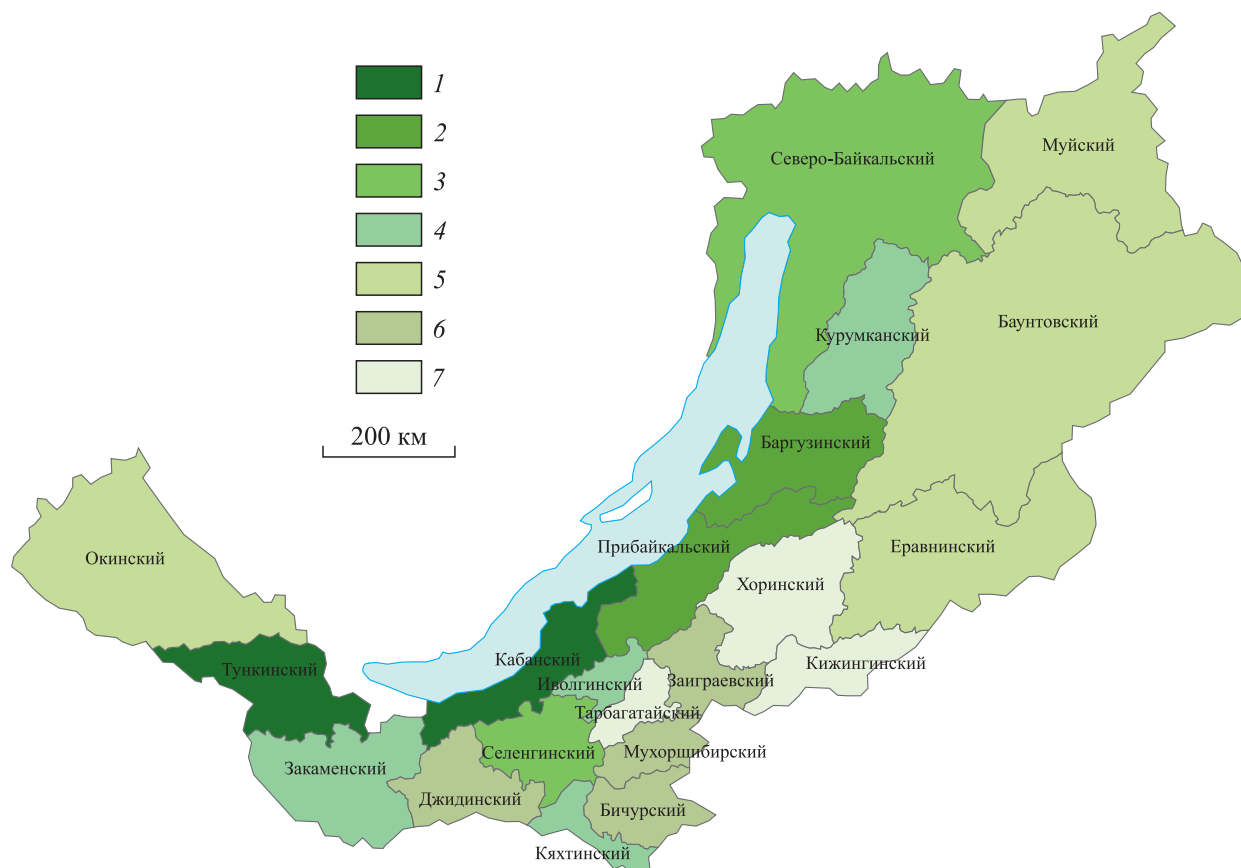 1
2
3
4
5
6
7
200 км
Северо-Байкальский
Муйский
Курумканский
Баунтовский
Баргузинский
Прибайкальский
Еравнинский
Окинский
Хоринский
Тункинский
Кабанский
Кижингинский
Иволгинский
Заиграевский
Тарбагатайский
Селенгинский
Мухоршибирский
Закаменский
Джидинский
Бичурский
Кяхтинский